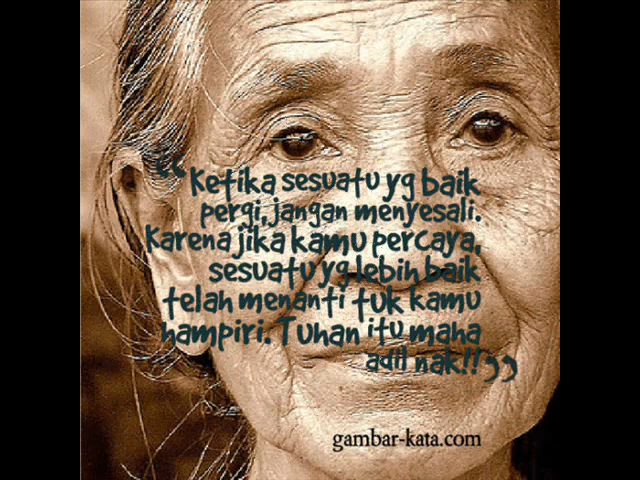 “Ketika sesuatu yg baik
pergi, jangan menyesali.
Karena jika kamu percaya,
sesuatu yg lebih baik
telah menanti tuk kamu
hampiri. Tuhan itu maha
adil nak!!”
gambar-kata.com